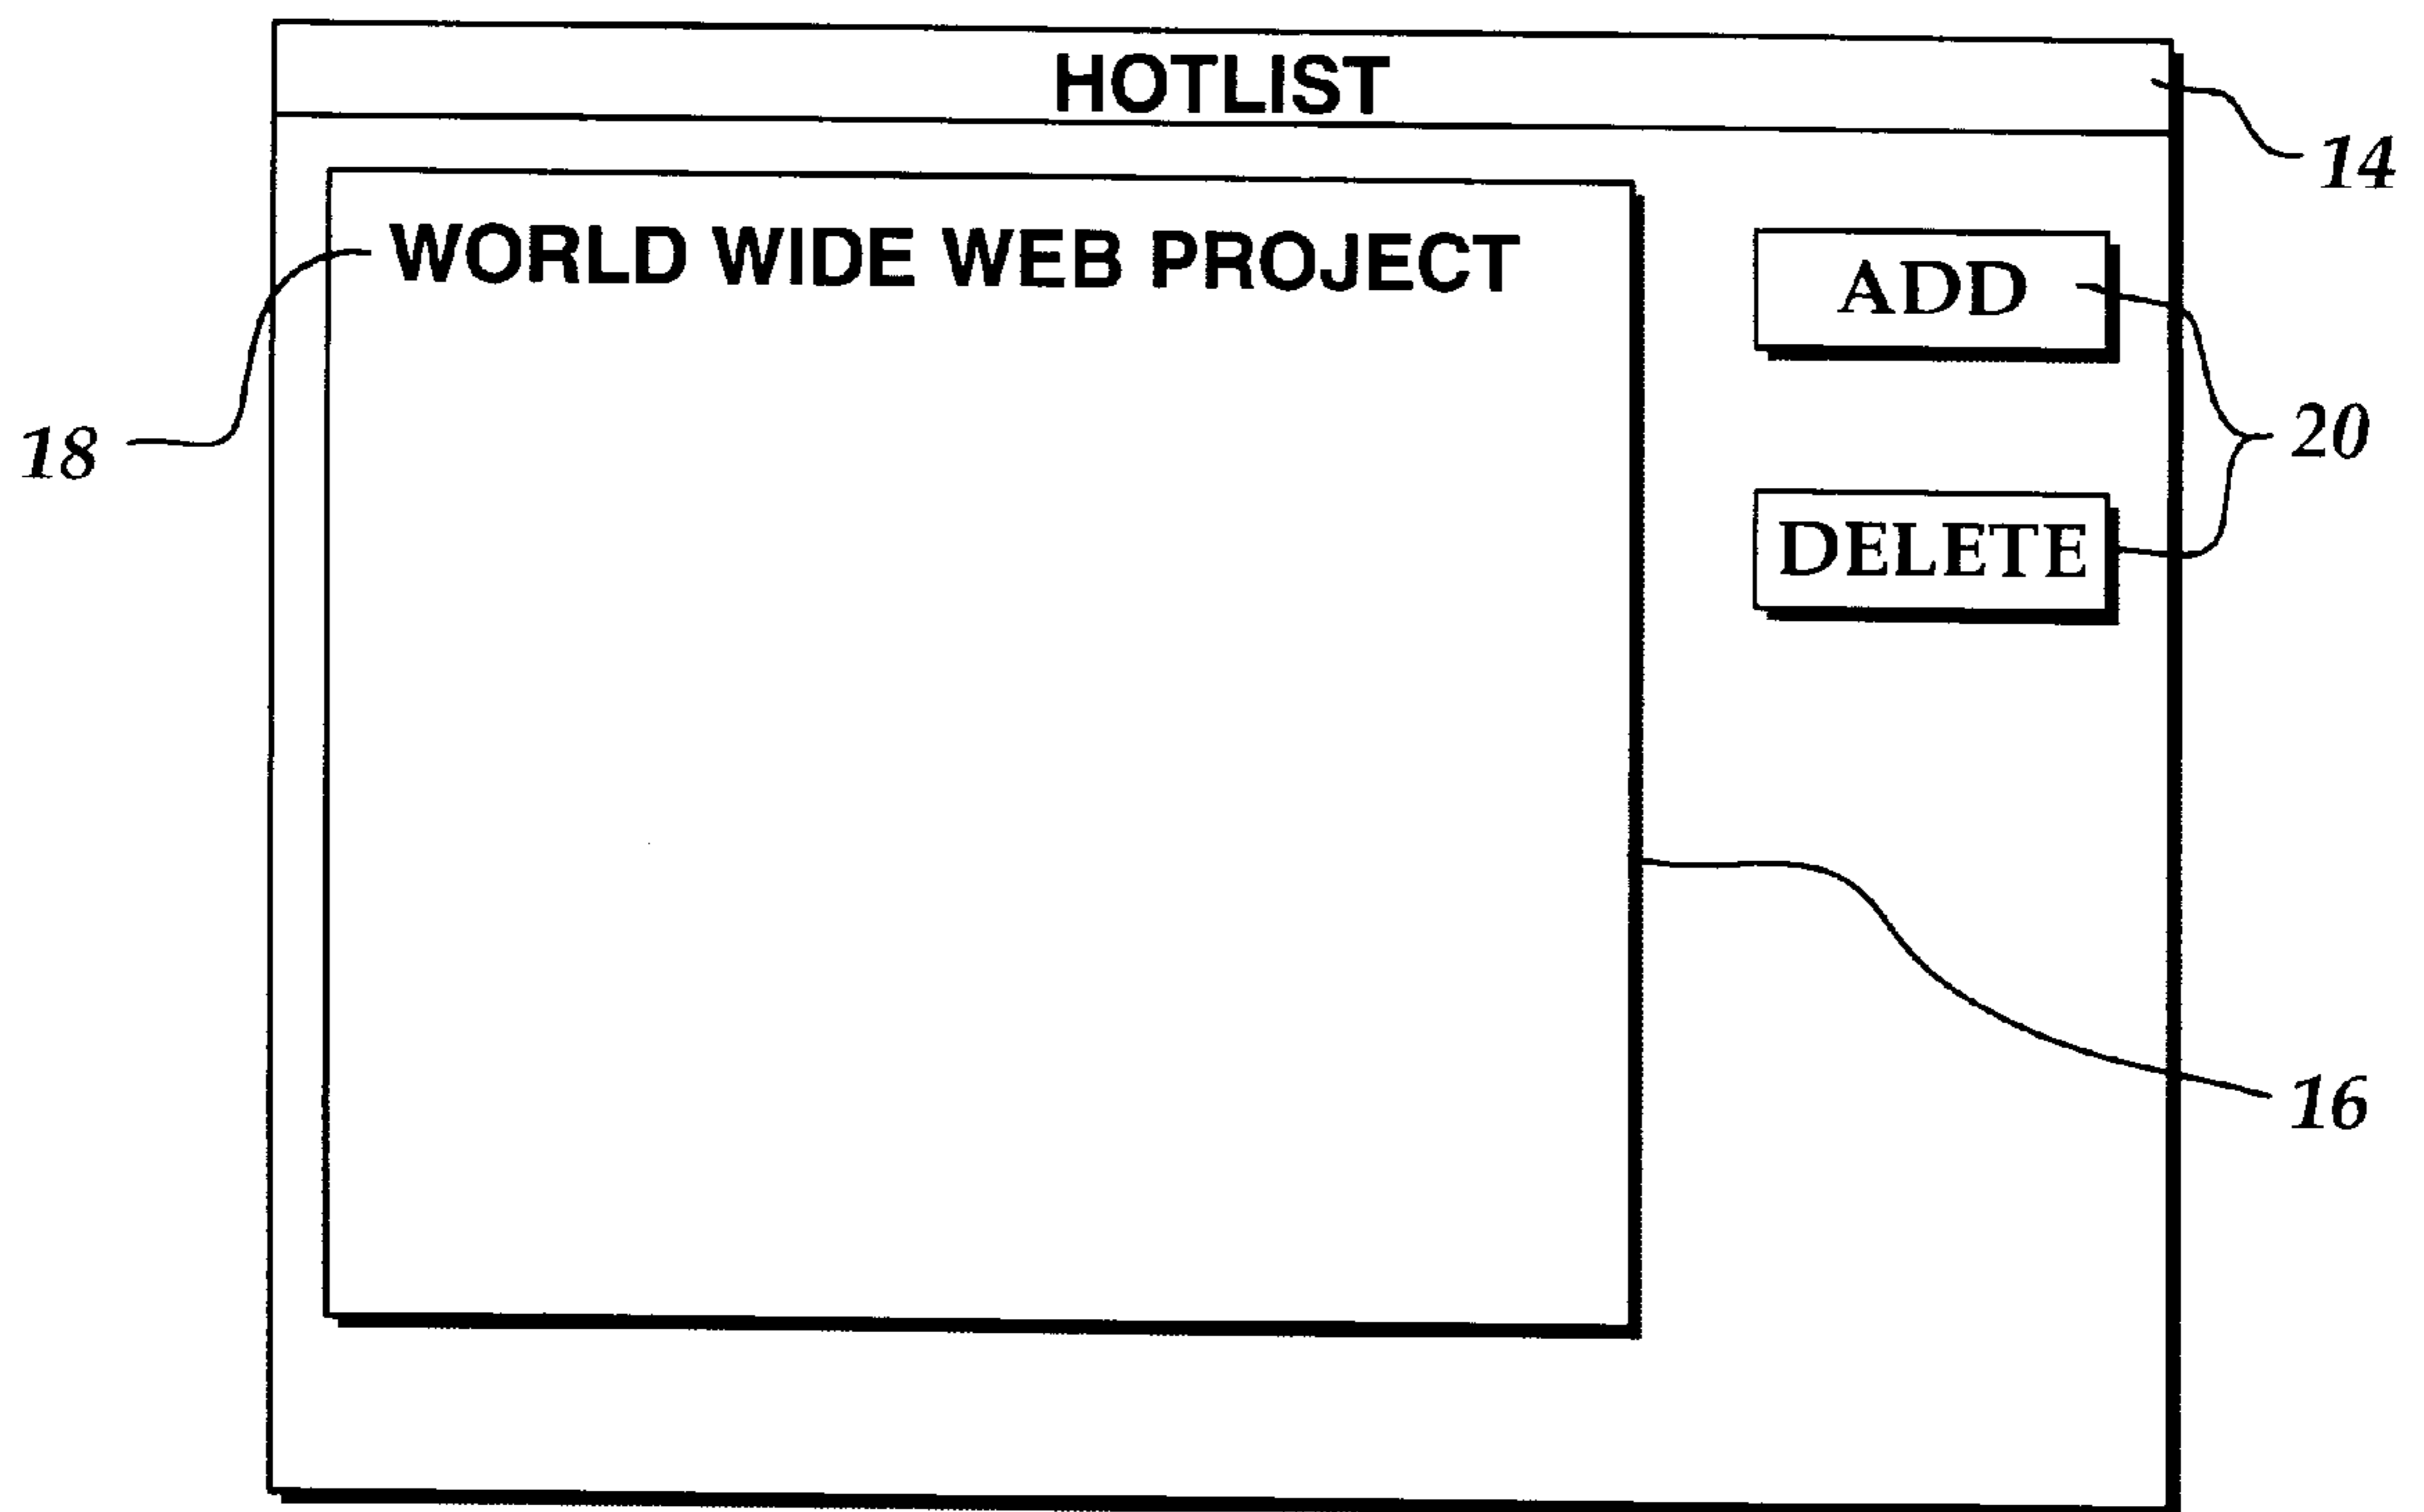 HOTLIST
14
WORLD WIDE WEB PROJECT
ADD
18
20
DELETE
16